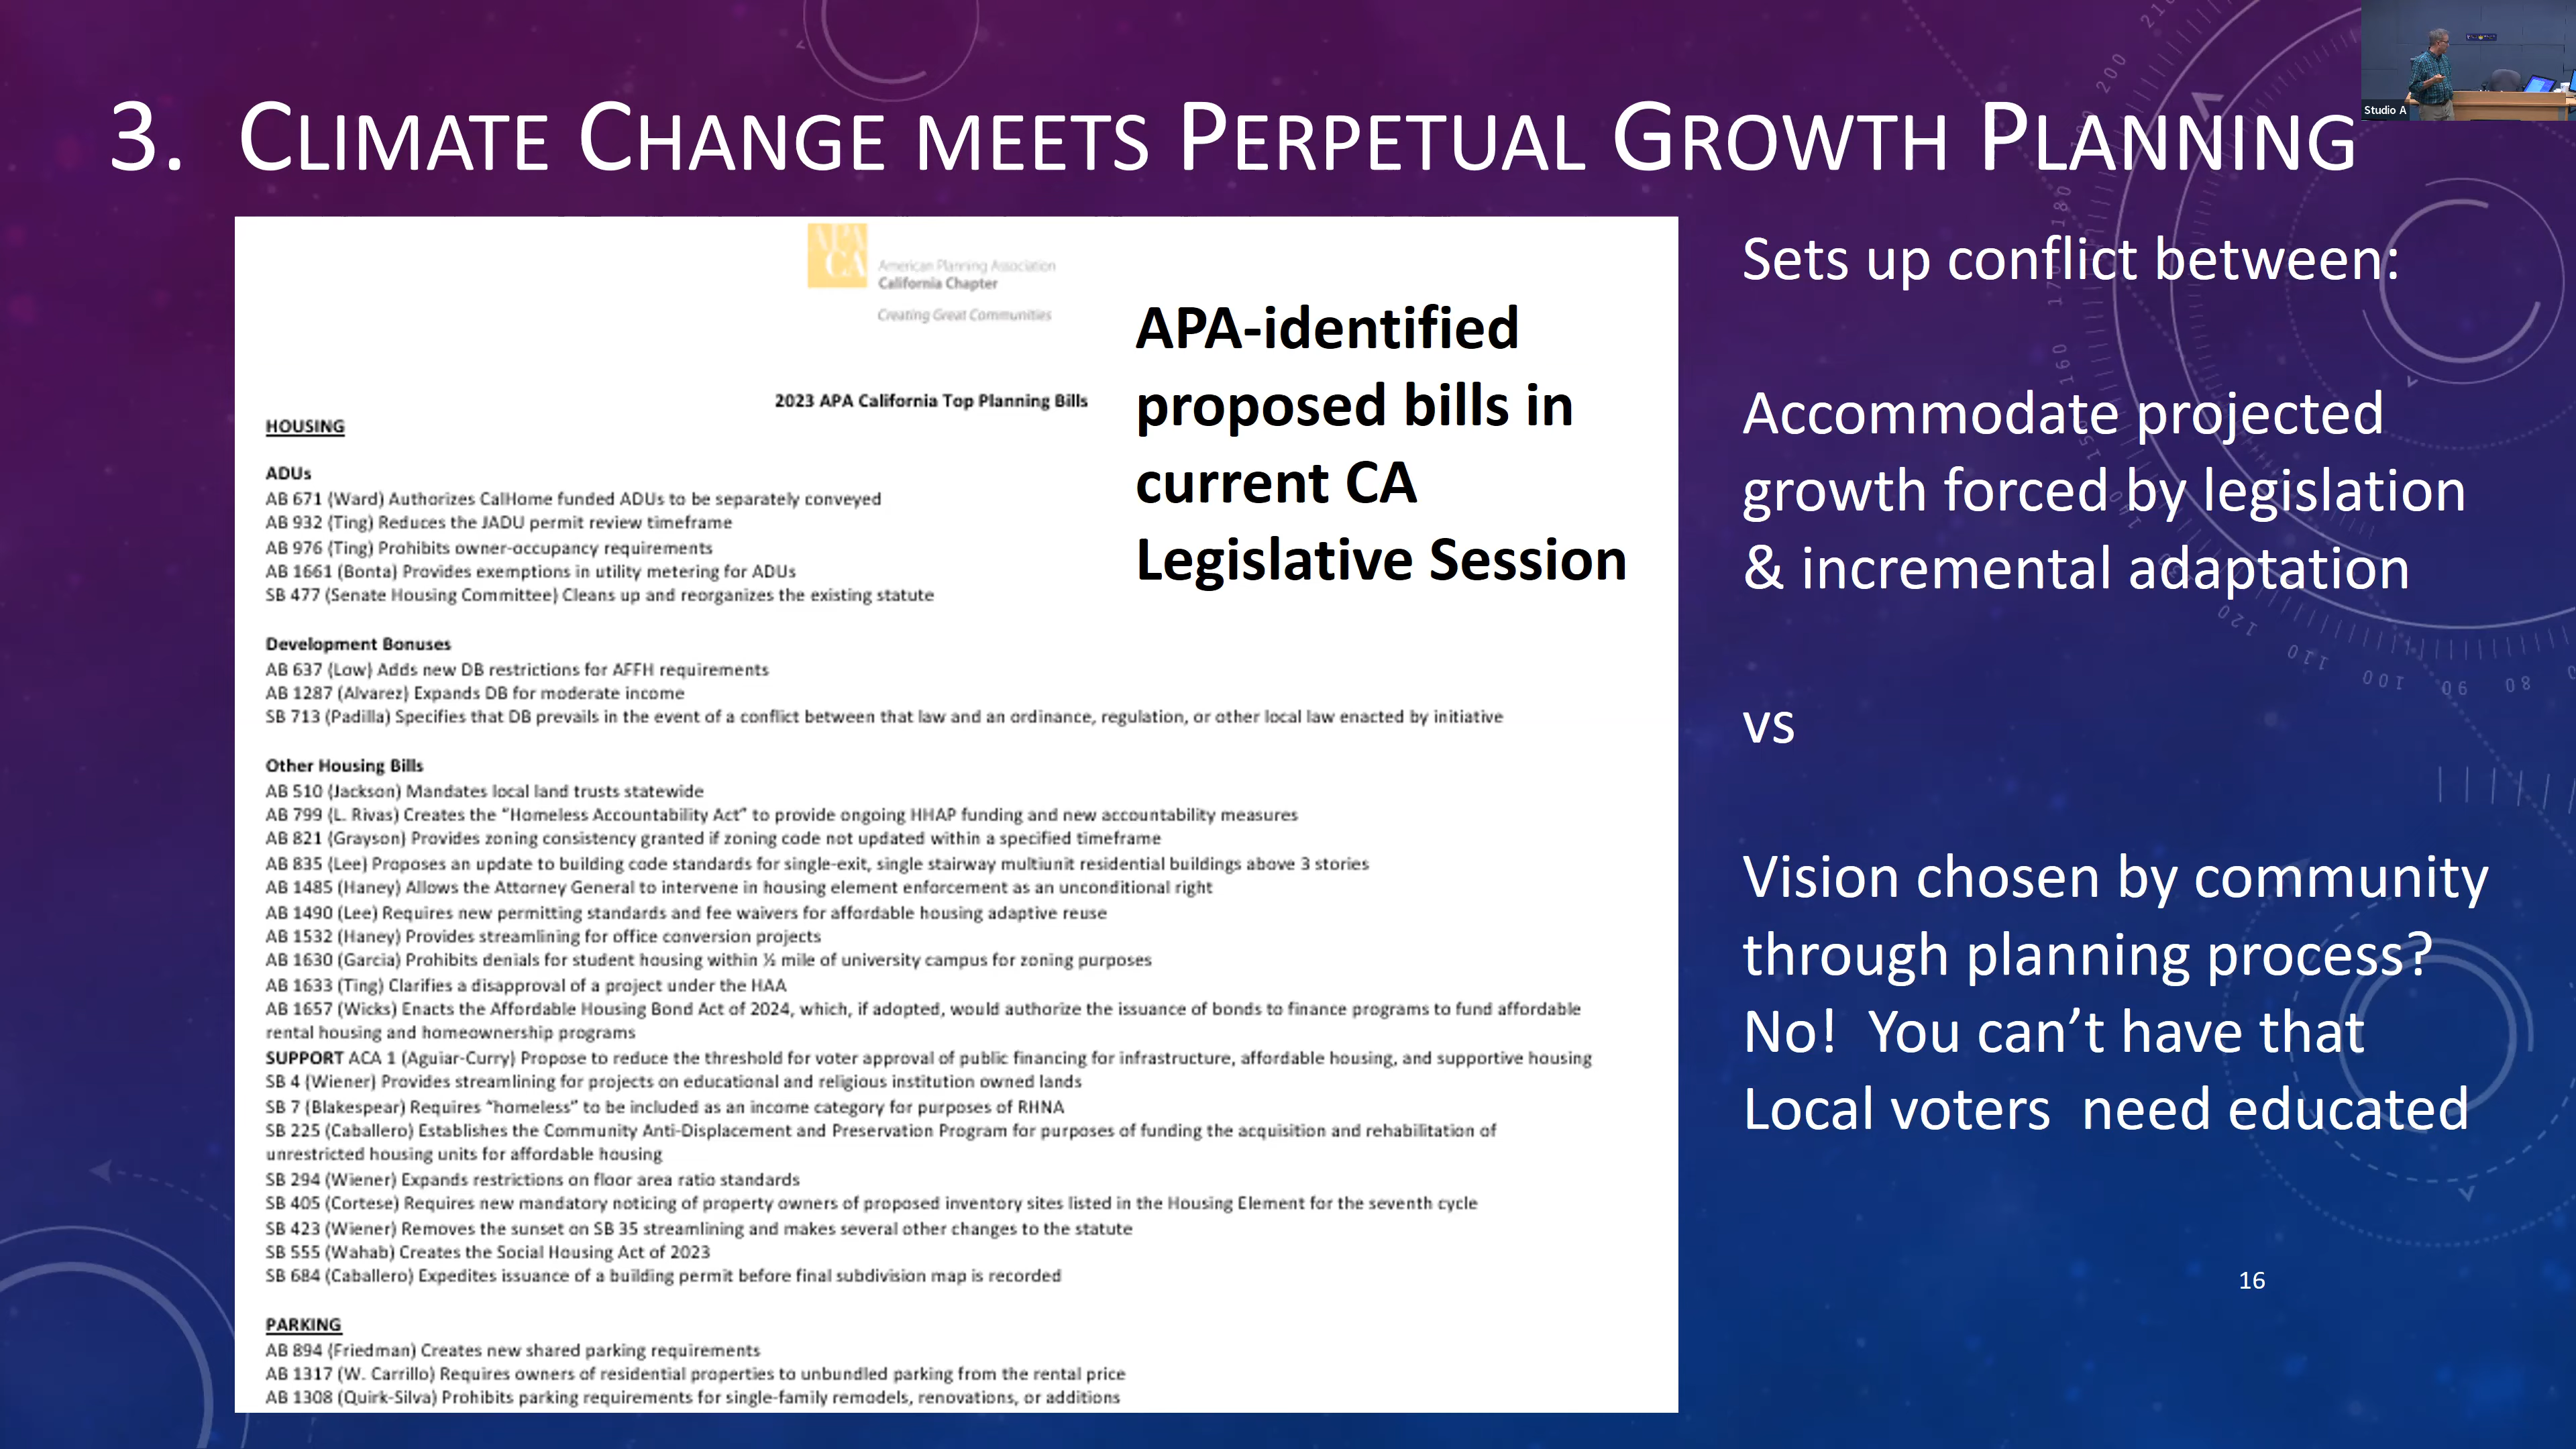 3. Climate Change meets Perpetual Growth Planning
Studio A
APA
CA
American Planning Association
California Chapter
Creating Great Communities
APA-identified
proposed bills in
current CA
Legislative Session
2023 APA California Top Planning Bills
HOUSING
ADUs
AB 671 (Ward) Authorizes CalHome funded ADUs to be separately conveyed
AB 932 (Ting) Reduces the JADU permit review timeframe
AB 976 (Ting) Prohibits owner-occupancy requirements
AB 1661 (Bonta) Provides exemptions in utility metering for ADUs
SB 477 (Senate Housing Committee) Cleans up and reorganizes the existing statute
Development Bonuses
AB 637 (Low) Adds new DB restrictions for AFFH requirements
AB 1287 (Alvarez) Expands DB for moderate income
SB 713 (Padilla) Specifies that DB prevails in the event of a conflict between that law and an ordinance, regulation, or other local law enacted by initiative
Other Housing Bills
AB 510 (Jackson) Mandates local land trusts statewide
AB 799 (L. Rivas) Creates the “Homeless Accountability Act” to provide ongoing HHAP funding and new accountability measures
AB 821 (Grayson) Provides zoning consistency granted if zoning code not updated within a specified timeframe
AB 835 (Lee) Proposes an update to building code standards for single-exit, single stairway multiunit residential buildings above 3 stories
AB 1485 (Haney) Allows the Attorney General to intervene in housing element enforcement as an unconditional right
AB 1490 (Lee) Requires new permitting standards and fee waivers for affordable housing adaptive reuse
AB 1532 (Haney) Provides streamlining for office conversion projects
AB 1630 (Garcia) Prohibits denials for student housing within ½ mile of university campus for zoning purposes
AB 1633 (Ting) Clarifies a disapproval of a project under the HAA
AB 1657 (Wicks) Enacts the Affordable Housing Bond Act of 2024, which, if adopted, would authorize the issuance of bonds to finance programs to fund affordable
rental housing and homeownership programs
SUPPORT ACA 1 (Aguiar-Curry) Propose to reduce the threshold for voter approval of public financing for infrastructure, affordable housing, and supportive housing
SB 4 (Wiener) Provides streamlining for projects on educational and religious institution owned lands
SB 7 (Blakespear) Requires “homeless” to be included as an income category for purposes of RHNA
SB 225 (Caballero) Establishes the Community Anti-Displacement and Preservation Program for purposes of funding the acquisition and rehabilitation of
unrestricted housing units for affordable housing
SB 294 (Wiener) Expands restrictions on floor area ratio standards
SB 405 (Cortese) Requires new mandatory noticing of property owners of proposed inventory sites listed in the Housing Element for the seventh cycle
SB 423 (Wiener) Removes the sunset on SB 35 streamlining and makes several other changes to the statute
SB 555 (Wahab) Creates the Social Housing Act of 2023
SB 684 (Caballero) Expedites issuance of a building permit before final subdivision map is recorded
PARKING
AB 894 (Friedman) Creates new shared parking requirements
AB 1317 (W. Carrillo) Requires owners of residential properties to unbundled parking from the rental price
AB 1308 (Quirk-Silva) Prohibits parking requirements for single-family remodels, renovations, or additions
Sets up conflict between:
Accommodate projected
growth forced by legislation
& incremental adaptation
vs
Vision chosen by community
through planning process?
No! You can’t have that
Local voters need educated
16
210
200
180
170
160
150
120
110
100
90
80